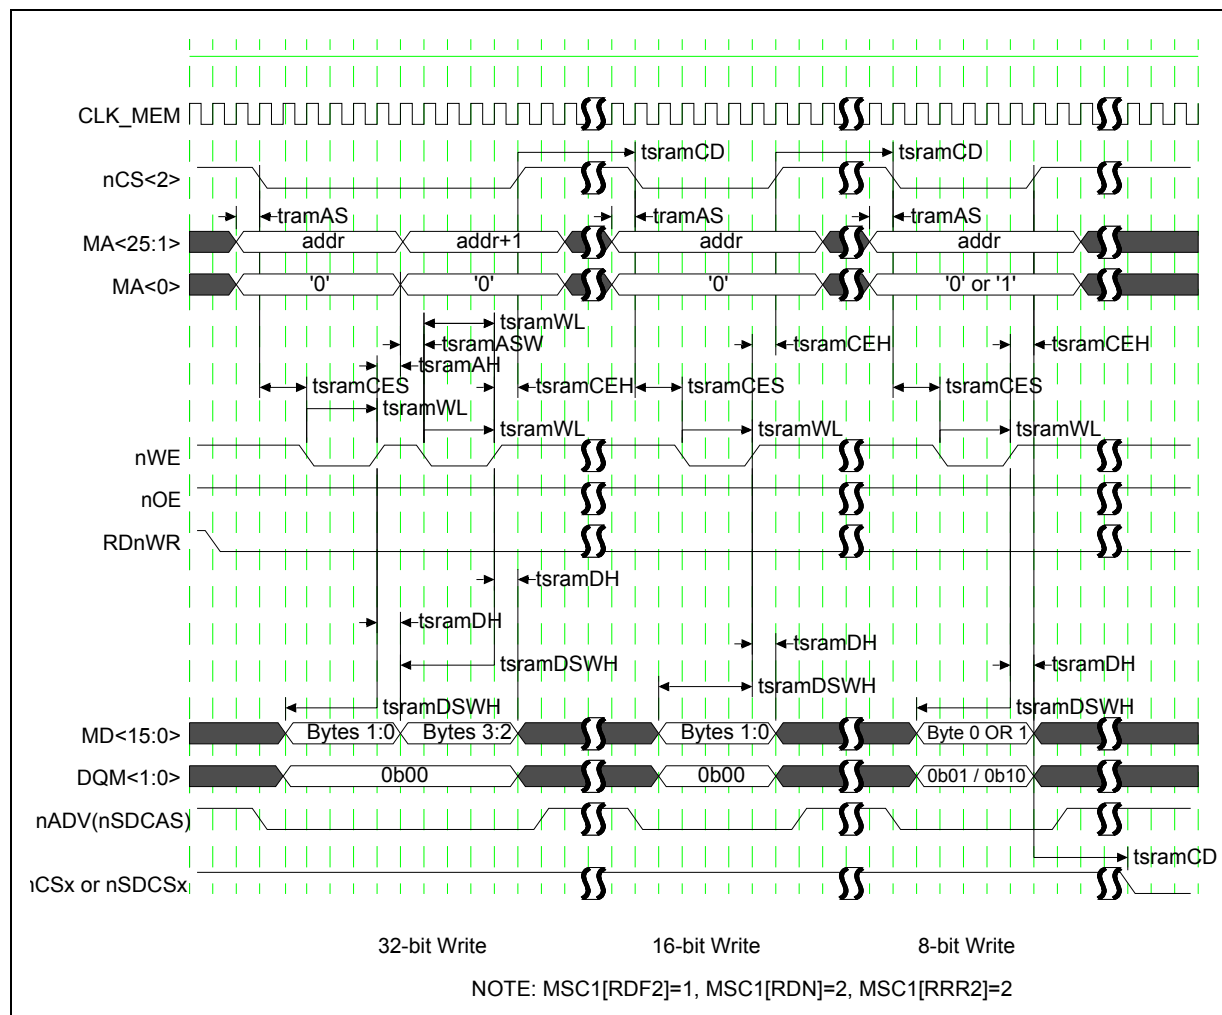 CLK_MEM
tsramCD tsramCD
nCS<2>
tramAS tramAS tramAS
MA<25:1> addr addr+1 addr addr
MA<0> '0' '0' '0' '0' or '1'
tsramWL
tsramASW tsramCEH tsramCEH
tsramAH
tsramCES tsramCEH tsramCES tsramCES
tsramWL
tsramWL tsramWL tsramWL
nWE
nOE
RDnWR
tsramDH
tsramDH
tsramDH
tsramDSWH tsramDH
tsramDSWH
tsramDSWH tsramDSWH
MD<15:0> Bytes 1:0 Bytes 3:2 Bytes 1:0 Byte 0 OR 1
DQM<1:0> 0b00 0b00 0b01 / 0b10
nADV(nSDCAS)
tsramCD
ıCSx or nSDCSx
32-bit Write 16-bit Write 8-bit Write
NOTE: MSC1[RDF2]=1, MSC1[RDN]=2, MSC1[RRR2]=2